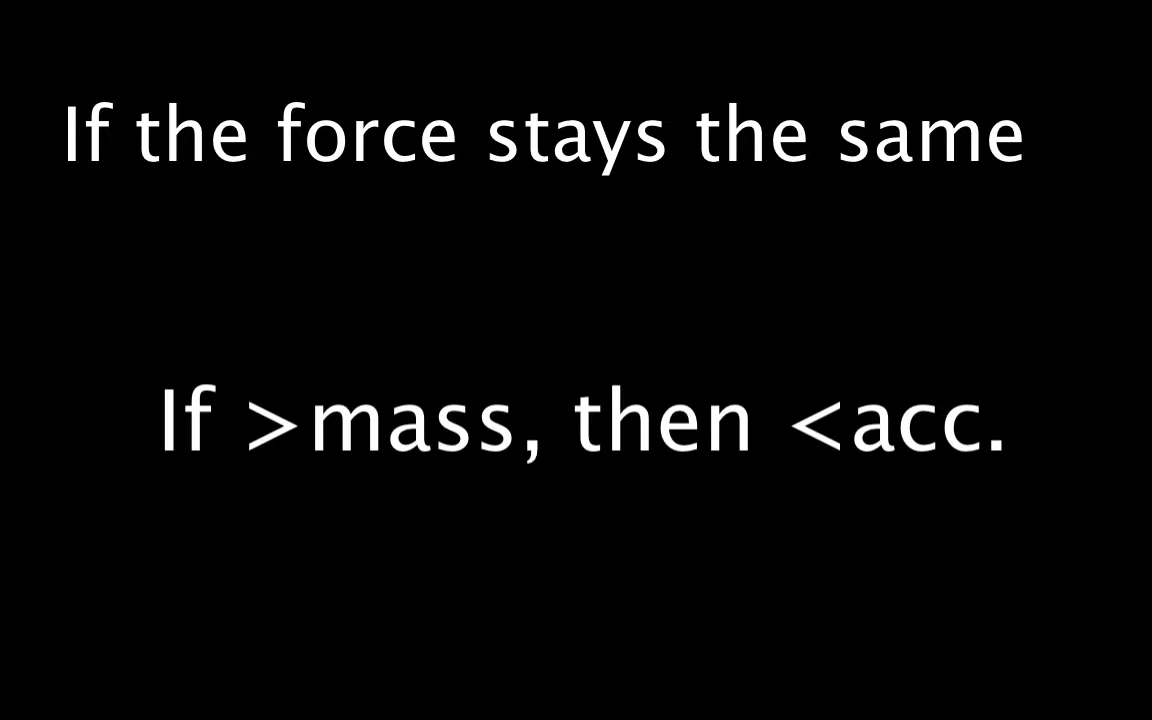 If the force stays the same
If >mass, then <acc.